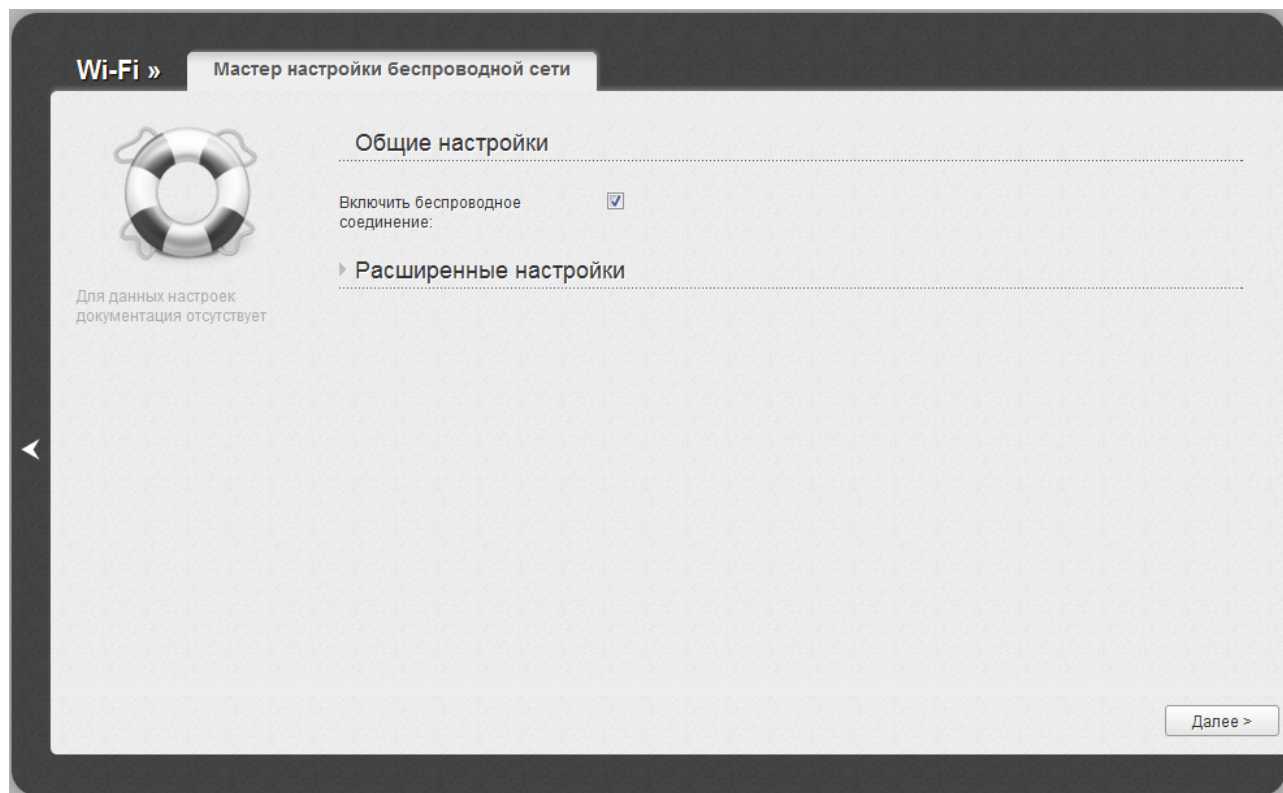 Wi-Fi »
Мастер настройки беспроводной сети
Общие настройки
Включить беспроводное
соединение:
Расширенные настройки
Для данных настроек
документация отсутствует
Далее >